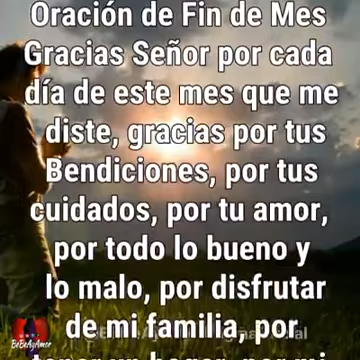 Oración de Fin de Mes
Gracias Señor por cada
día de este mes que me
diste, gracias por tus
Bendiciones, por tus
cuidados, por tu amor,
por todo lo bueno y
lo malo, por disfrutar
de mi familia, por
BeBeAyAmor